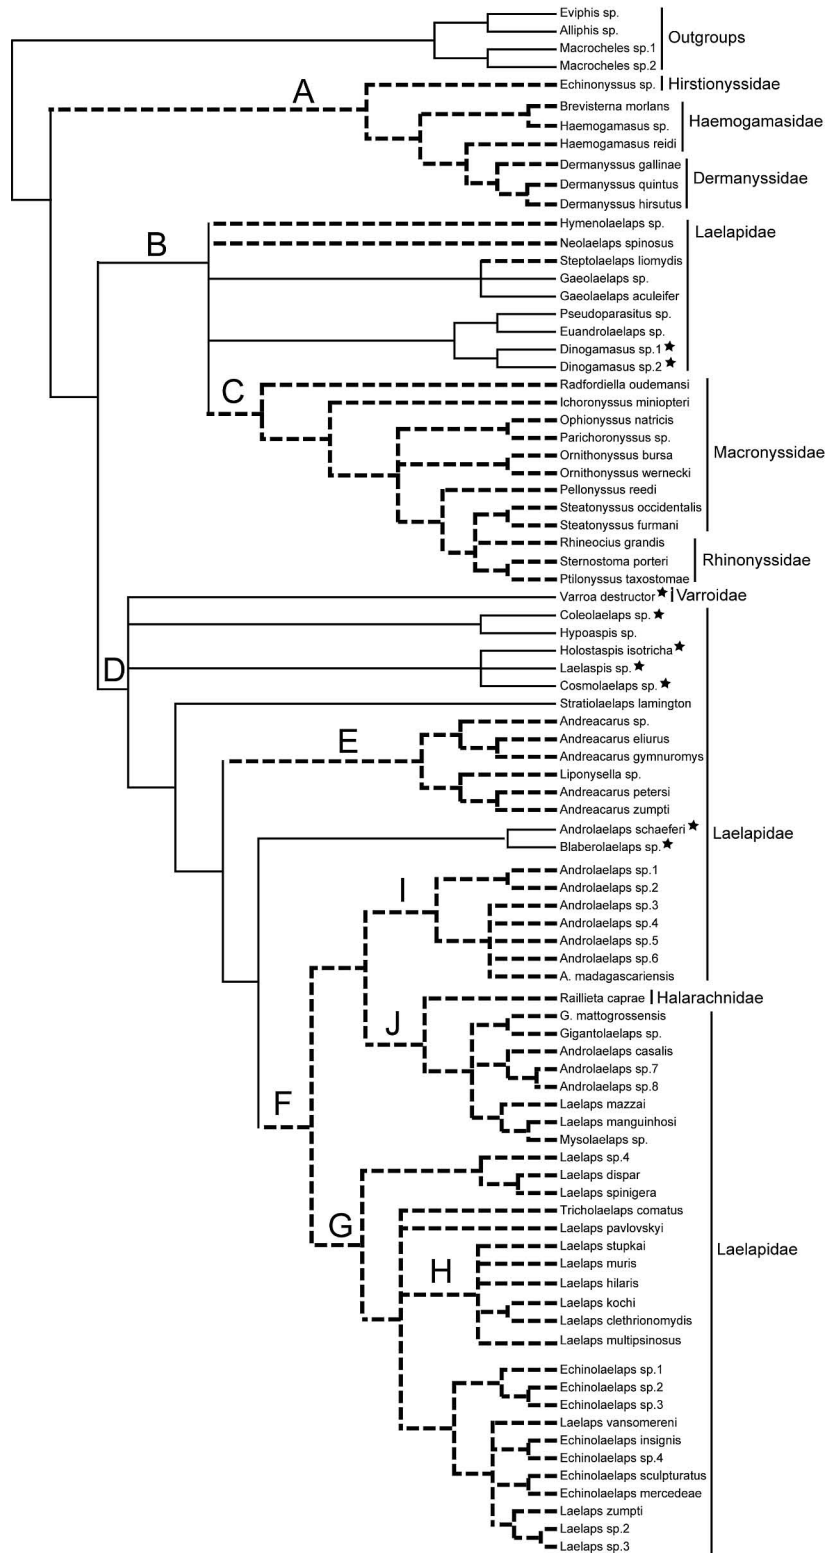 Eviphis sp.
Alliphis sp.
Macrocheles sp.1
Macrocheles sp.2
Outgroups
A
Echinonyssus sp.
Hirstionyssidae
Brevisterna morlans
Haemogamasus sp.
Haemogamasus reidi
Haemogamasidae
Dermanyssus gallinae
Dermanyssus quintus
Dermanyssus hirsutus
Dermanyssidae
B
Hymenolaelaps sp.
Neolaelaps spinosus
Steptolaelaps liomydis
Gaeolaelaps sp.
Gaeolaelaps aculeifer
Pseudoparasitus sp.
Euandrolaelaps sp.
Dinogamasus sp.1 ★
Dinogamasus sp.2 ★
Laelapidae
C
Radfordiella oudemansi
Ichoronyssus miniopteri
Ophionyssus natricis
Parichoronyssus sp.
Ornithonyssus bursa
Ornithonyssus wernecki
Pellonyssus reedi
Steatonyssus occidentalis
Steatonyssus furmani
Macronyssidae
Rhineocius grandis
Sternostoma porteri
Ptilonyssus taxostomae
Rhinonyssidae
D
Varroa destructor ★
Varroidae
Coleolaelaps sp. ★
Hypoaspis sp.
Holostaspis isotricha ★
Laelaspis sp. ★
Cosmolaelaps sp. ★
Stratiolaelaps lamington
E
Andreacarus sp.
Andreacarus eliurus
Andreacarus gymnuromys
Liponysella sp.
Andreacarus petersi
Andreacarus zumpti
Androlaelaps schaeferi ★
Blaberolaelaps sp. ★
Laelapidae
I
Androlaelaps sp.1
Androlaelaps sp.2
Androlaelaps sp.3
Androlaelaps sp.4
Androlaelaps sp.5
Androlaelaps sp.6
A. madagascariensis
J
Raillieta caprae
Halarachnidae
G. mattogrossensis
Gigantolaelaps sp.
Androlaelaps casalis
Androlaelaps sp.7
Androlaelaps sp.8
F
Laelaps mazzai
Laelaps manguinhosi
Mysolaelaps sp.
Laelaps sp.4
Laelaps dispar
Laelaps spinigera
G
Tricholaelaps comatus
Laelaps pavlovskyi
Laelapidae
H
Laelaps stupkai
Laelaps muris
Laelaps hilaris
Laelaps kochi
Laelaps clethrionomydis
Laelaps multipsinosus
Echinolaelaps sp.1
Echinolaelaps sp.2
Echinolaelaps sp.3
Laelaps vansomereni
Echinolaelaps insignis
Echinolaelaps sp.4
Echinolaelaps sculpturatus
Echinolaelaps mercedeae
Laelaps zumpti
Laelaps sp.2
Laelaps sp.3